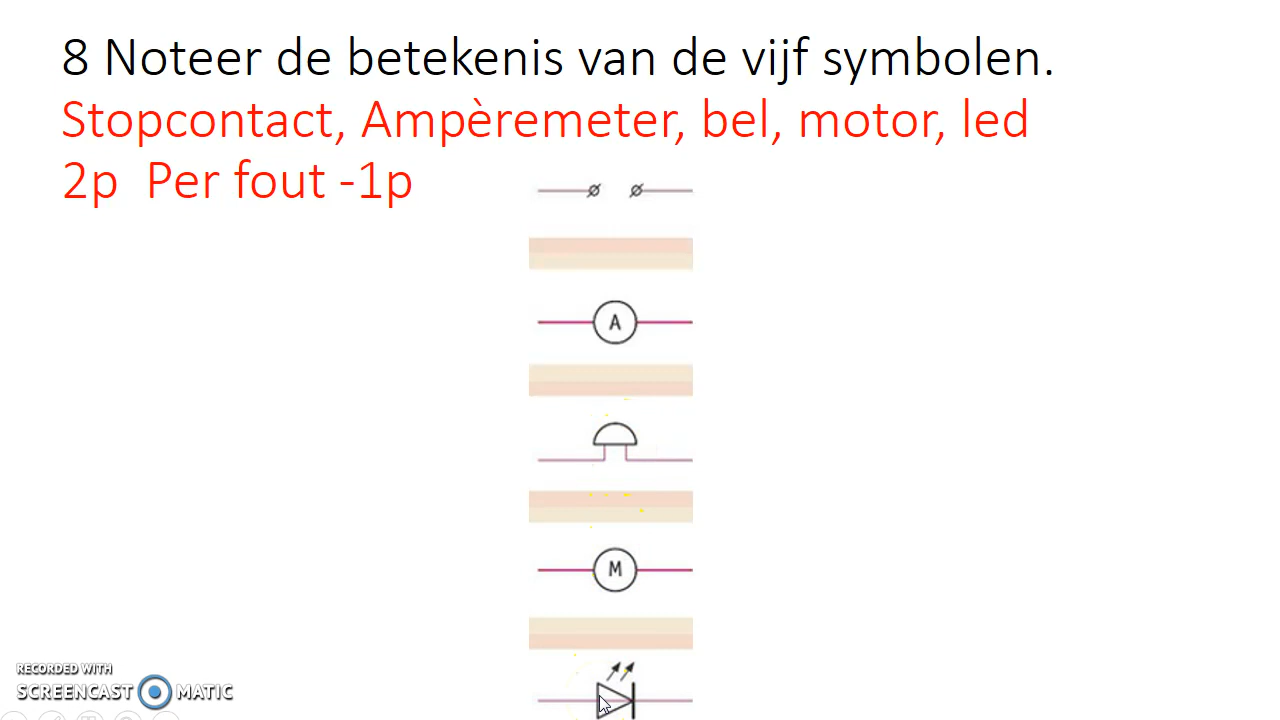 8 Noteer de betekenis van de vijf symbolen.
Stopcontact, Ampèremeter, bel, motor, led
2p Per fout -1p
A
M
RECORDED WITH
SCREENCAST MATIC